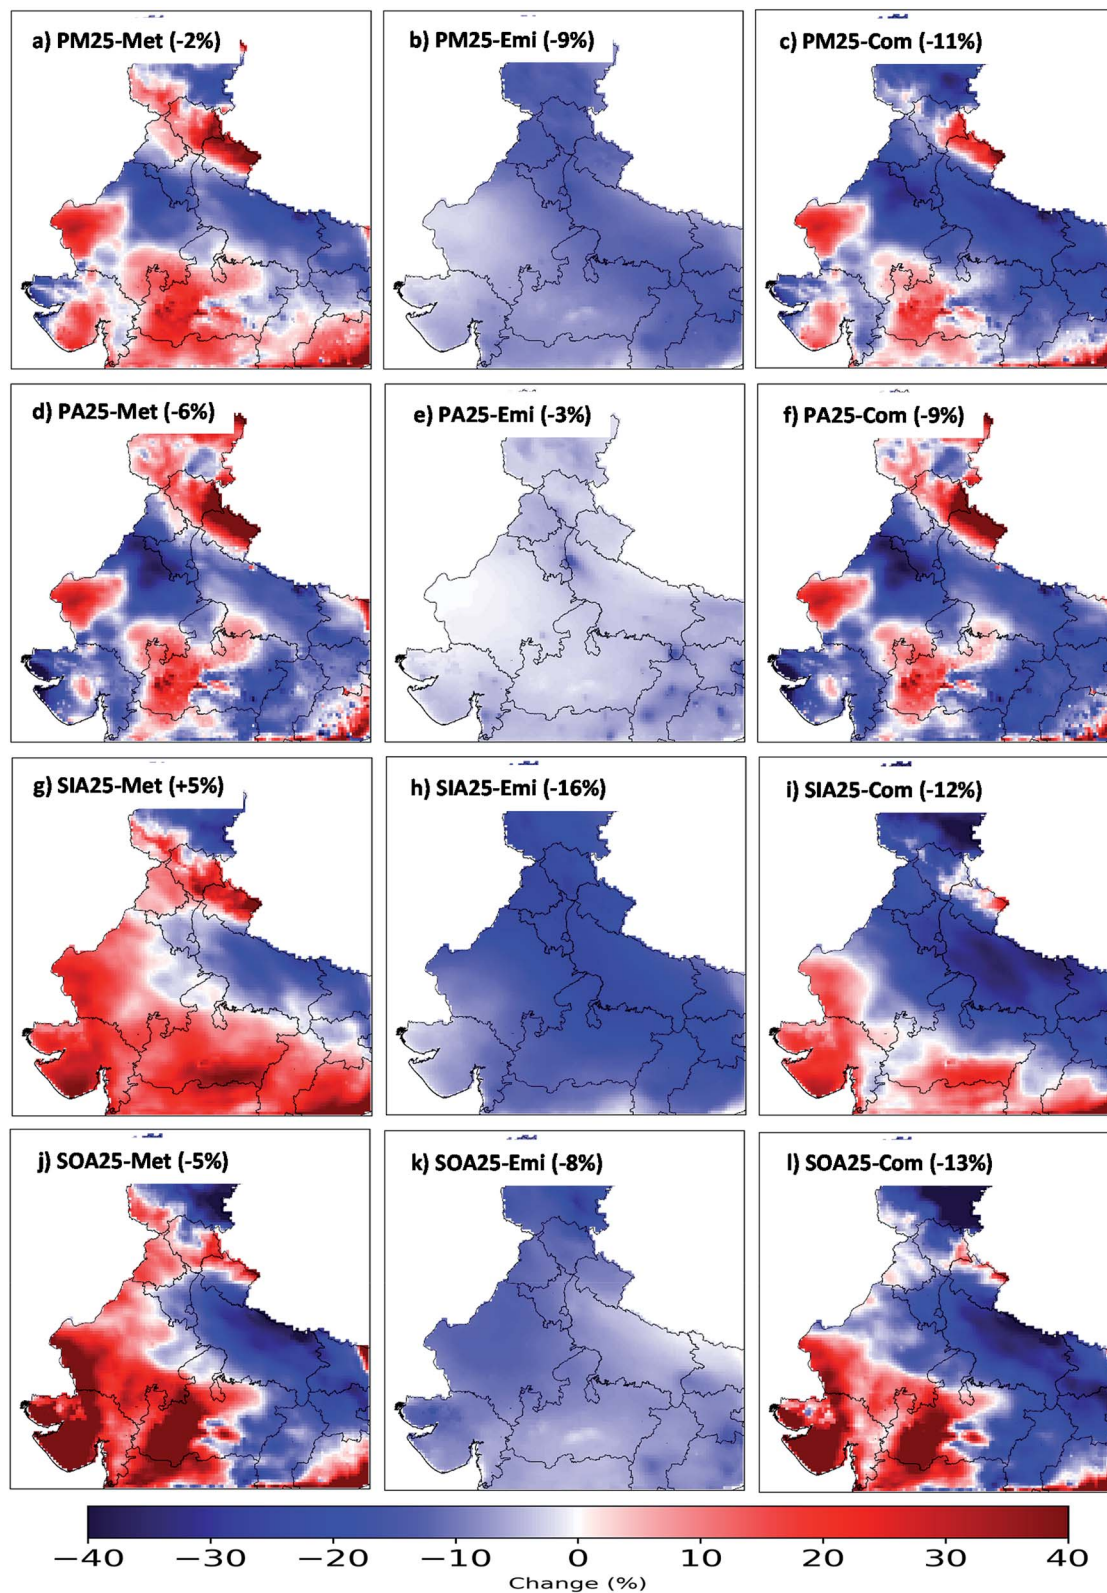 a) PM25-Met (-2%)
b) PM25-Emi (-9%)
c) PM25-Com (-11%)
d) PA25-Met (-6%)
e) PA25-Emi (-3%)
f) PA25-Com (-9%)
g) SIA25-Met (+5%)
h) SIA25-Emi (-16%)
i) SIA25-Com (-12%)
j) SOA25-Met (-5%)
k) SOA25-Emi (-8%)
l) SOA25-Com (-13%)
−40 −30 −20 −10 0 10 20 30 40
Change (%)